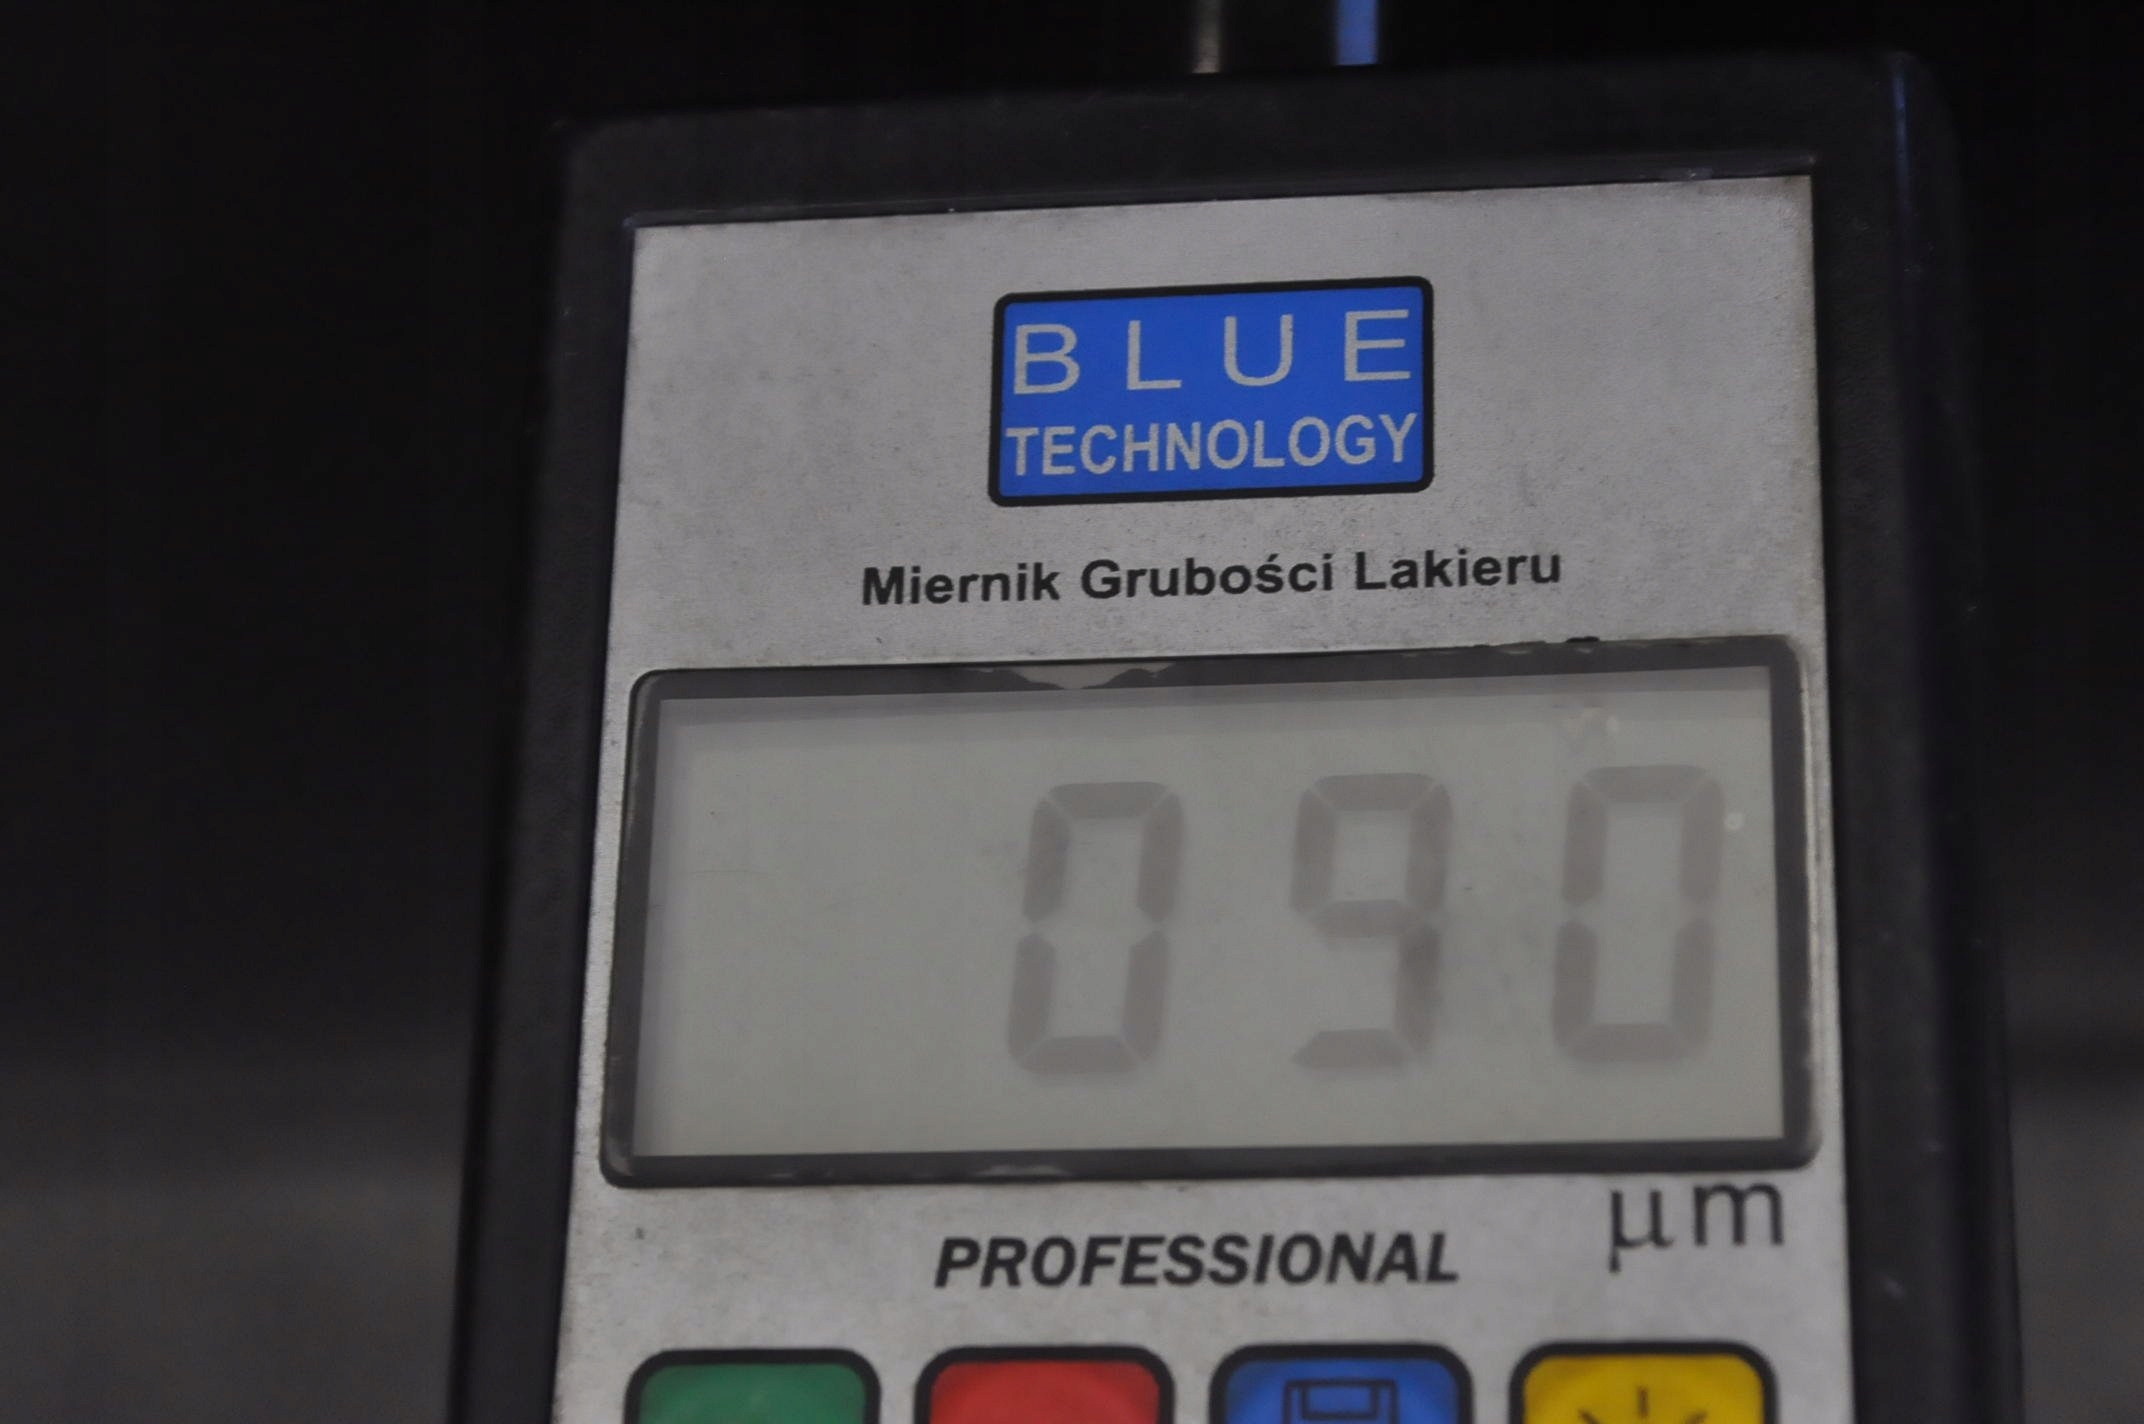 BLUE
TECHNOLOGY
Miernik Grubości Lakieru
090
µm
PROFESSIONAL